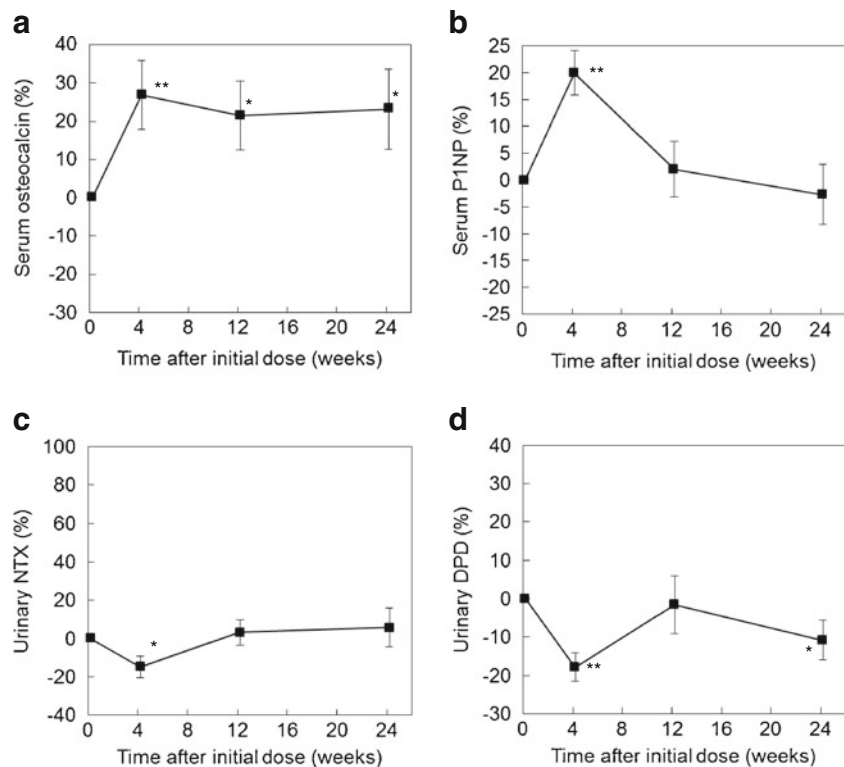 a
40
30
20
10
0
-10
-20
-30
Serum osteocalcin (%)
**
*
*
0 4 8 12 16 20 24
Time after initial dose (weeks)
b
25
20
15
10
5
0
-5
-10
-15
-20
-25
Serum P1NP (%)
**
0 4 8 12 16 20 24
Time after initial dose (weeks)
c
100
80
60
40
20
0
-20
-40
Urinary NTX (%)
*
0 4 8 12 16 20 24
Time after initial dose (weeks)
d
40
30
20
10
0
-10
-20
-30
Urinary DPD (%)
**
*
0 4 8 12 16 20 24
Time after initial dose (weeks)